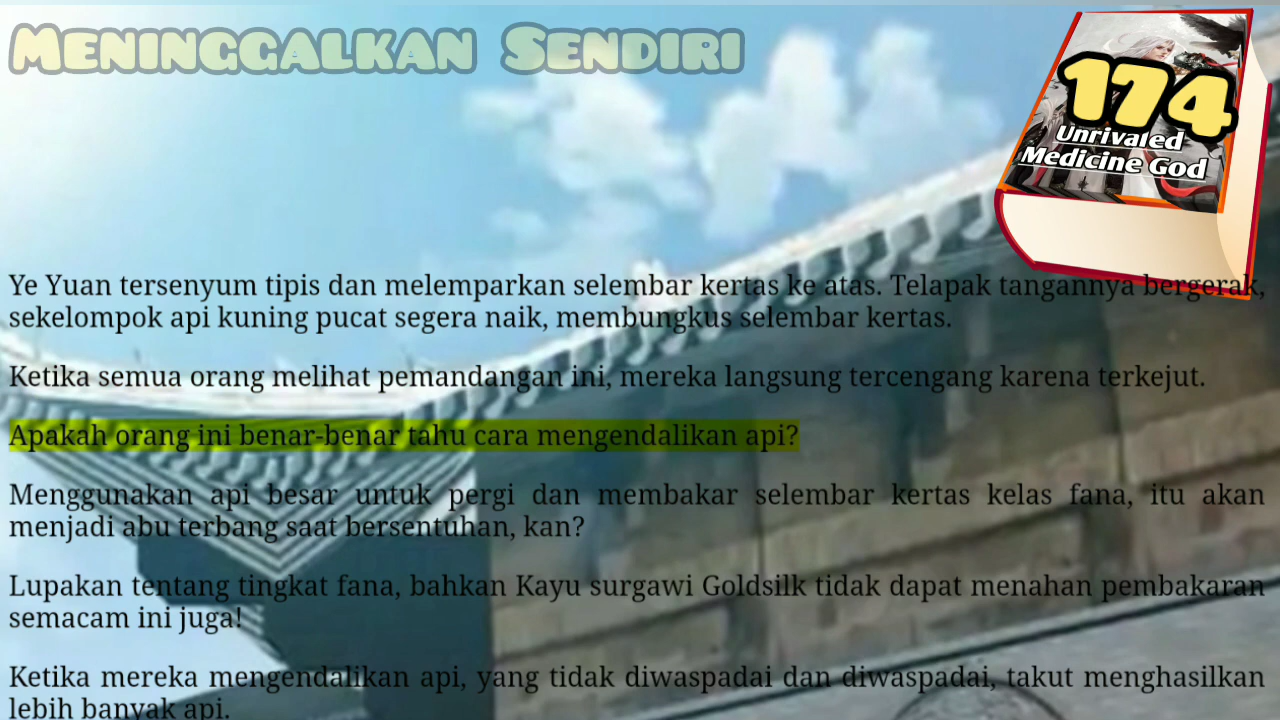 Meninggalkan Sendiri
174
Unrivaled
Medicine God
Ye Yuan tersenyum tipis dan melemparkan selembar kertas ke atas. Telapak tangannya bergerak,
sekelompok api kuning pucat segera naik, membungkus selembar kertas.
Ketika semua orang melihat pemandangan ini, mereka langsung tercengang karena terkejut.
Apakah orang ini benar-benar tahu cara mengendalikan api?
Menggunakan api besar untuk pergi dan membakar selembar kertas kelas fana, itu akan
menjadi abu terbang saat bersentuhan, kan?
Lupakan tentang tingkat fana, bahkan Kayu surgawi Goldsilk tidak dapat menahan pembakaran
semacam ini juga!
Ketika mereka mengendalikan api, yang tidak diwaspadai dan diwaspadai, takut menghasilkan
lebih banyak api.